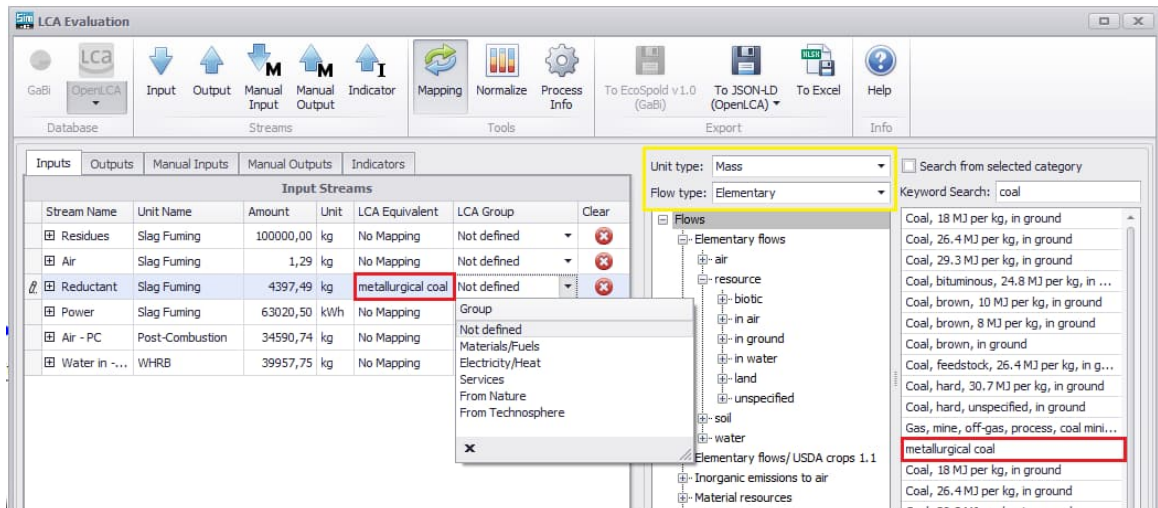 Sim LCA Evaluation
LCA
M M I
XLSX
GaBi OpenLCA Input Output Manual Input Manual Output Indicator Mapping Normalize Process Info To EcoSpold v1.0 (GaBi) To JSON-LD (OpenLCA) To Excel Help
Database Streams Tools Export Info
Inputs Outputs Manual Inputs Manual Outputs Indicators
Input Streams
Stream Name Unit Name Amount Unit LCA Equivalent LCA Group Clear
Residues Slag Fuming 100000,00 kg No Mapping Not defined
Air Slag Fuming 1,29 kg No Mapping Not defined
Reductant Slag Fuming 4397,49 kg metallurgical coal Not defined
Power Slag Fuming 63020,50 kWh No Mapping
Air - PC Post-Combustion 34590,74 kg No Mapping
Water in -... WHRB 39957,75 kg No Mapping
Group
Not defined
Materials/Fuels
Electricity/Heat
Services
From Nature
From Technosphere
x
Unit type: Mass
Flow type: Elementary
Flows
Elementary flows
air
resource
biotic
in air
in ground
in water
land
unspecified
soil
water
Elementary flows/USDA crops 1.1
Inorganic emissions to air
Material resources
Search from selected category
Keyword Search: coal
Coal, 18 MJ per kg, in ground
Coal, 26.4 MJ per kg, in ground
Coal, 29.3 MJ per kg, in ground
Coal, bituminous, 24.8 MJ per kg, in ...
Coal, brown, 10 MJ per kg, in ground
Coal, brown, 8 MJ per kg, in ground
Coal, brown, in ground
Coal, feedstock, 26.4 MJ per kg, in g...
Coal, hard, 30.7 MJ per kg, in ground
Coal, hard, unspecified, in ground
Gas, mine, off-gas, process, coal mini...
metallurgical coal
Coal, 18 MJ per kg, in ground
Coal, 26.4 MJ per kg, in ground